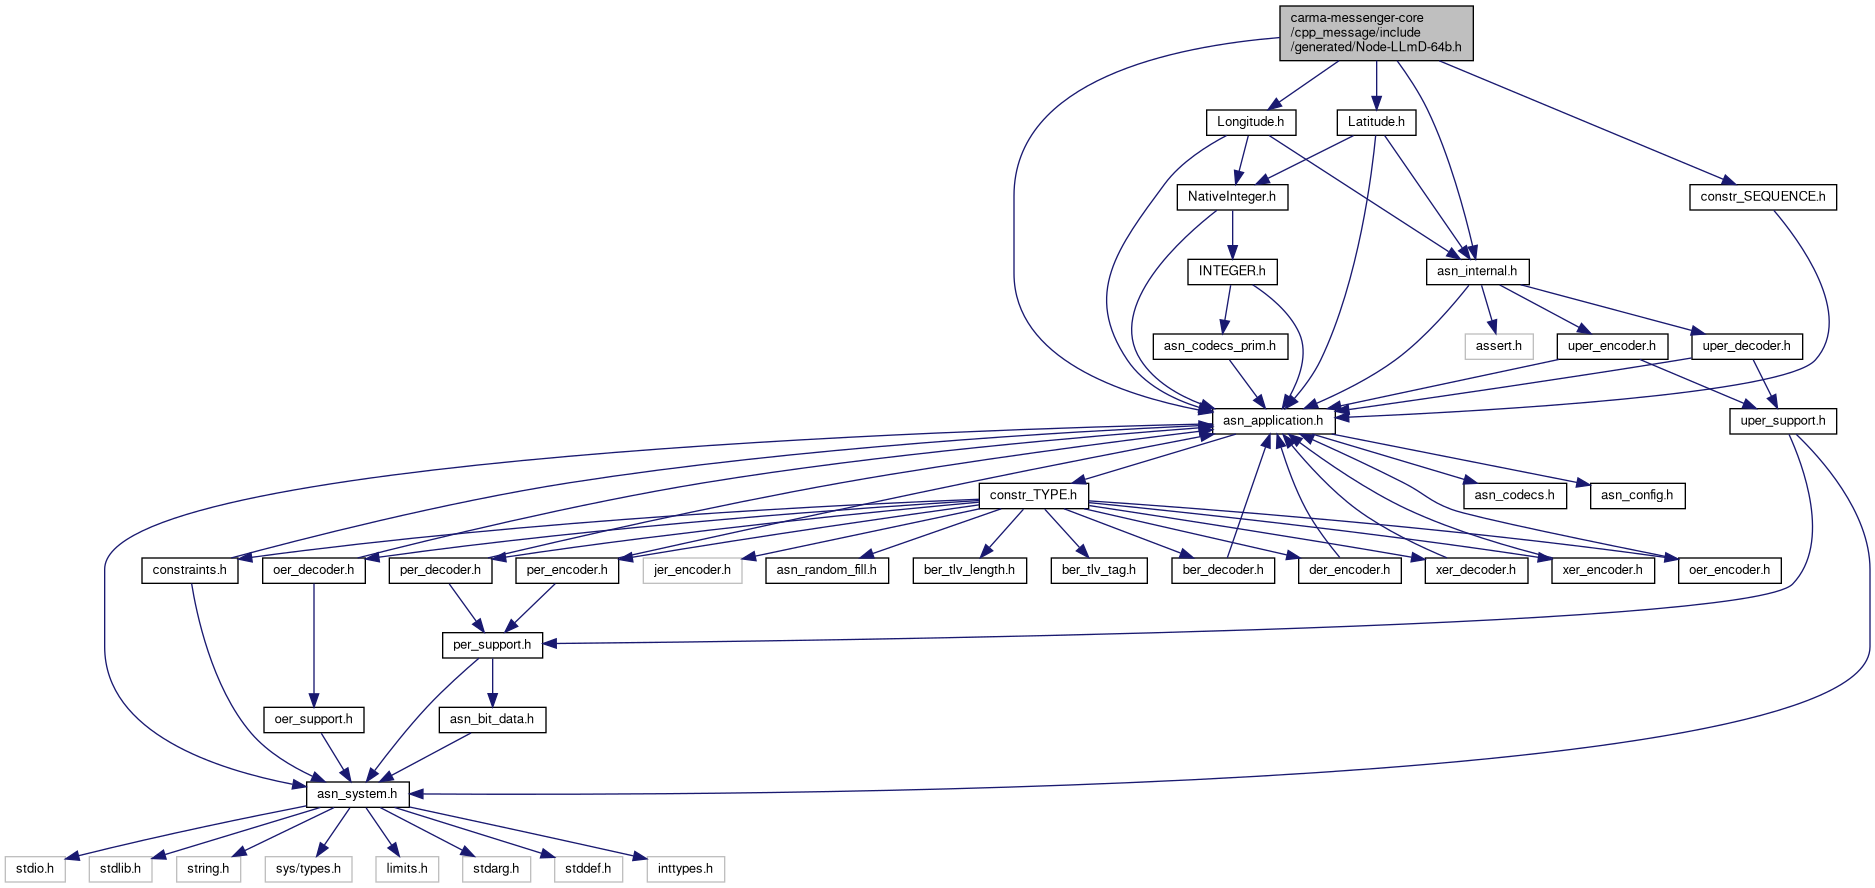 carma-messenger-core
/cpp_message/include
/generated/Node-LLmD-64b.h
Longitude.h
Latitude.h
NativeInteger.h
constr_SEQUENCE.h
INTEGER.h
asn_internal.h
asn_codecs_prim.h
assert.h
uper_encoder.h
uper_decoder.h
asn_application.h
uper_support.h
constr_TYPE.h
asn_codecs.h
asn_config.h
constraints.h
oer_decoder.h
per_decoder.h
per_encoder.h
jer_encoder.h
asn_random_fill.h
ber_tlv_length.h
ber_tlv_tag.h
ber_decoder.h
der_encoder.h
xer_decoder.h
xer_encoder.h
oer_encoder.h
per_support.h
oer_support.h
asn_bit_data.h
asn_system.h
stdio.h
stdlib.h
string.h
sys/types.h
limits.h
stdarg.h
stddef.h
inttypes.h